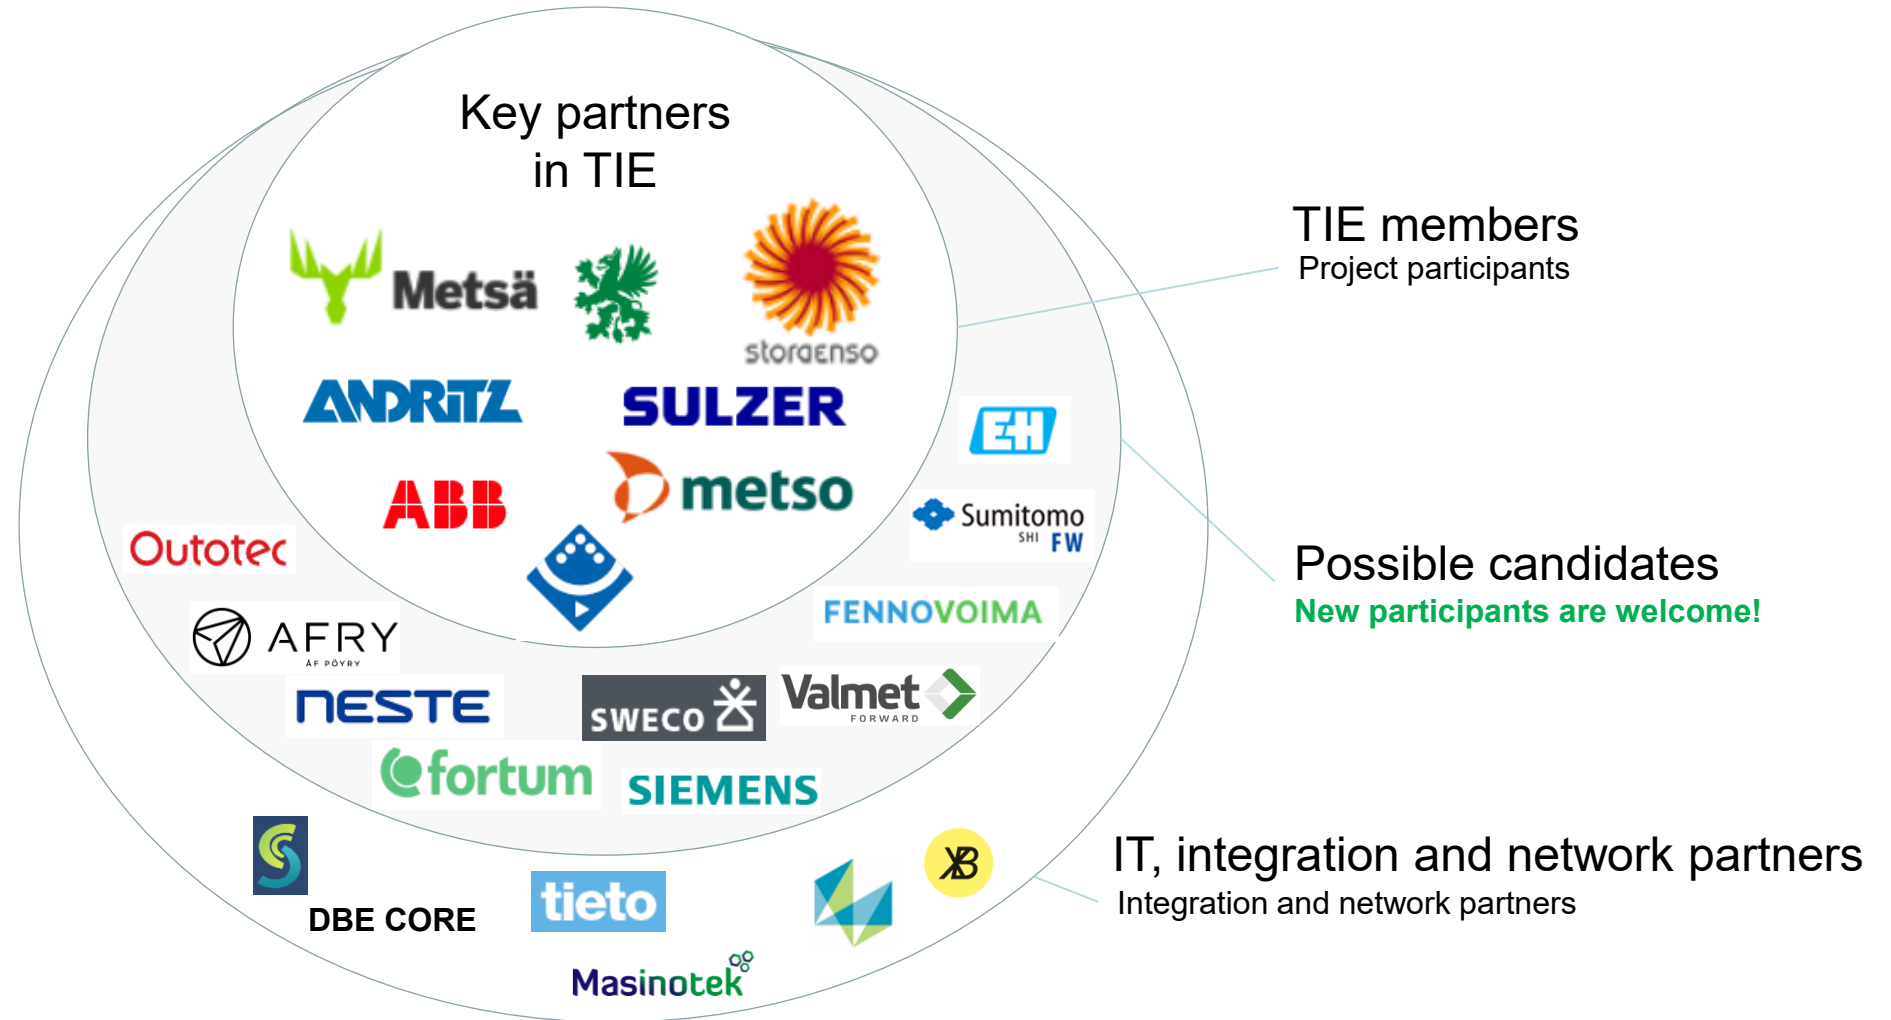 Key partners
in TIE
Metsä
storaenso
ANDRITZ
SULZER
ABB
metso
EH
Sumitomo
SHI
FW
Outotec
FENNOVOIMA
AFRY
ÅF PÖYRY
NESTE
SWECO
Valmet
FORWARD
fortum
SIEMENS
DBE CORE
tieto
XB
Masinotek
TIE members
Project participants
Possible candidates
New participants are welcome!
IT, integration and network partners
Integration and network partners